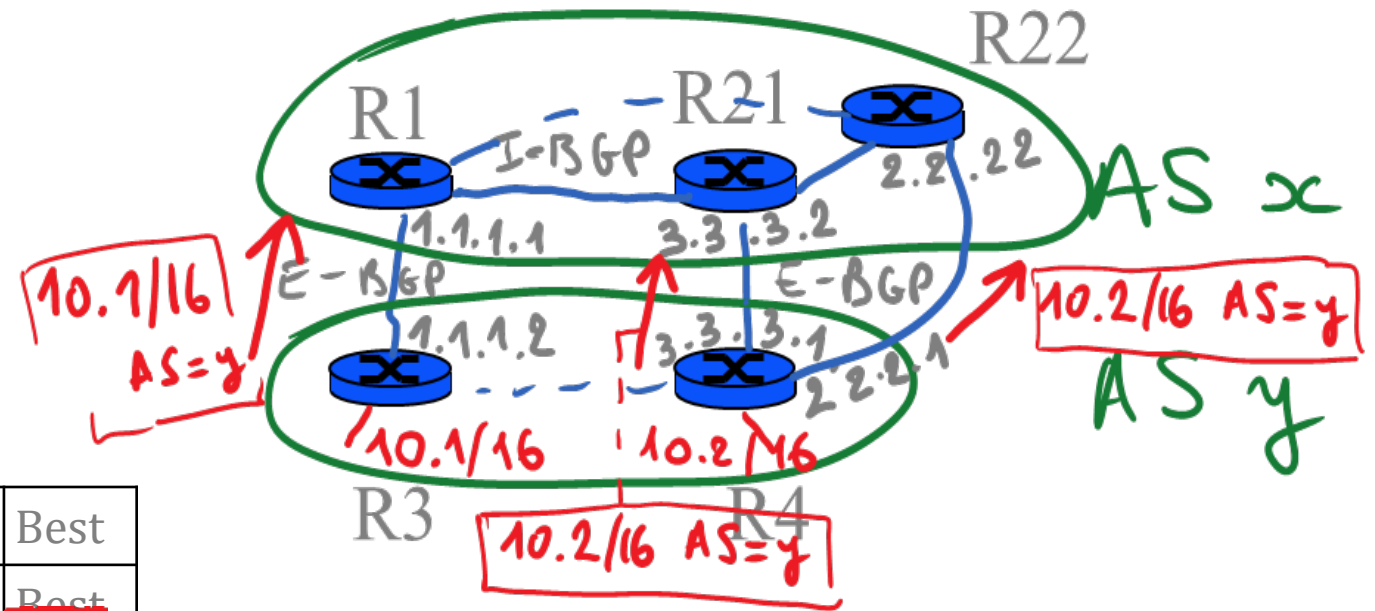 R22
R21
R1
I-BGP
2.2.2.22
AS x
1.1.1.1
3.3.3.2
10.1/16
AS=y
E-BGP
E-BGP
10.2/16 AS=y
1.1.1.2
3.3.3.1
2.2.2.1
AS y
10.1/16
10.2/16
R3
R4
10.2/16 AS=y
Best
Best